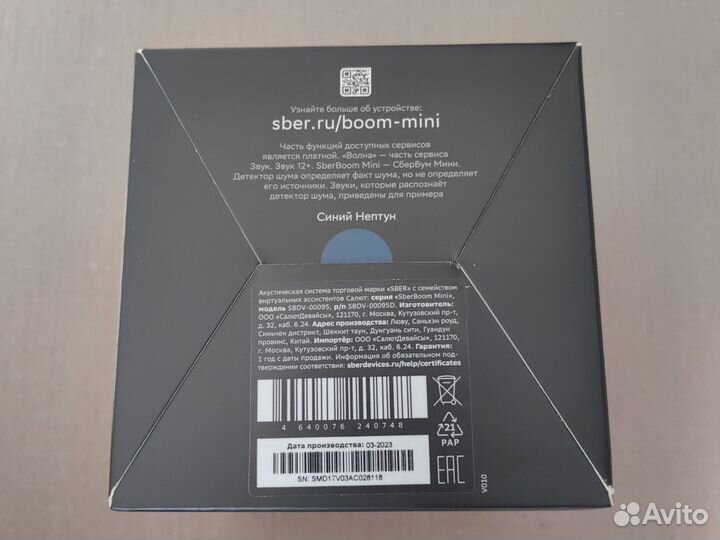 Узнайте больше об устройстве:
sber.ru/boom-mini
Часть функций доступных сервисов
является платной. «Волна» — часть сервиса
Звук. Звук 12+. SberBoom Mini — СберБум Мини.
Детектор шума определяет факт шума, но не определяет
его источники. Звуки, которые распознаёт
детектор шума, приведены для примера
Синий Нептун
Акустическая система торговой марки «SBER» с семейством
виртуальных ассистентов Салют: серия «SberBoom Mini»,
модель SBDV-00095, p/n SBDV-00095D. Изготовитель:
ООО «СалютДевайсы», 121170, г. Москва, Кутузовский пр-т,
д. 32, каб. 6.24. Адрес производства: Люву, Саньхэн роуд,
Синьчен дистрикт, Шеккит таун, Дунгуань сити, Гуандун
провинс, Китай. Импортёр: ООО «СалютДевайсы», 121170,
г. Москва, Кутузовский пр-т, д. 32, каб. 6.24. Гарантия:
1 год с даты продажи. Информация об обязательном под-
тверждении соответствия: sberdevices.ru/help/certificates
4 640076 240748
21
PAP
Дата производства: 03-2023
SN: SMD17V03AC028118
EAC
V010
Avito